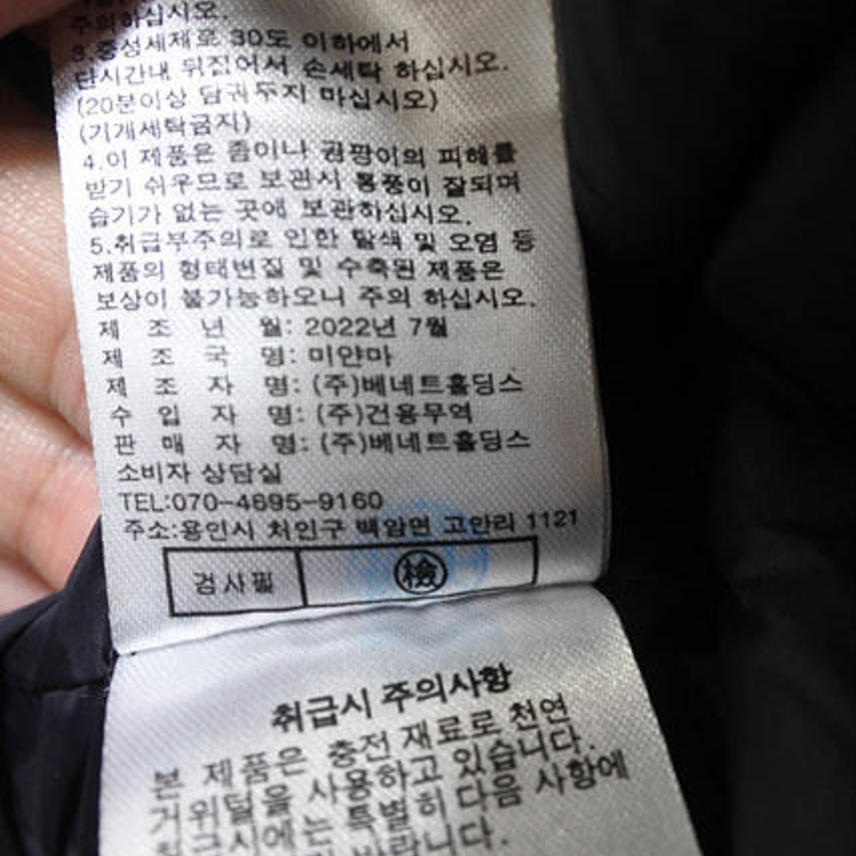 주의하십시오.
3.중성세제로 30도 이하에서
단시간내 뒤집어서 손세탁 하십시오.
(20분이상 담궈두지 마십시오)
(기계세탁금지)
4.이 제품은 좀이나 곰팡이의 피해를
받기 쉬우므로 보관시 통풍이 잘되며
습기가 없는 곳에 보관하십시오.
5.취급부주의로 인한 탈색 및 오염 등
제품의 형태변질 및 수축된 제품은
보상이 불가능하오니 주의 하십시오.
제 조 년 월: 2022년 7월
제 조 국 명: 미얀마
제 조 자 명: (주)베네트홀딩스
수 입 자 명: (주)건용무역
판 매 자 명: (주)베네트홀딩스
소비자 상담실
TEL:070-4695-9160
주소:용인시 처인구 백암면 고안리 1121
검사필 檢
취급시 주의사항
본 제품은 충전 재료로 천연
거위털을 사용하고 있습니다.
취급시에는 특별히 다음 사항에
바랍니다.